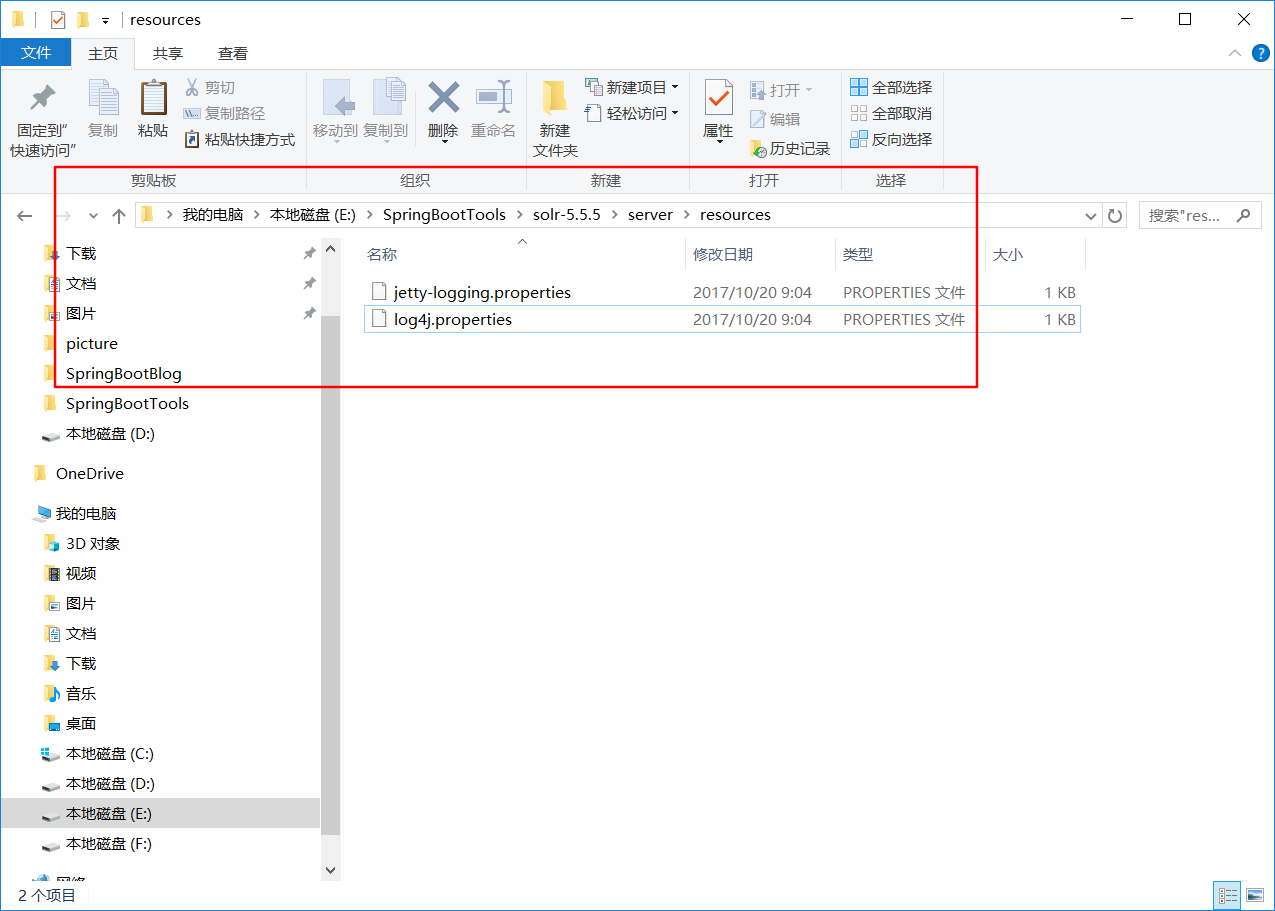 resources
文件 主页 共享 查看
固定到"快速访问" 复制 粘贴 剪切 复制路径 粘贴快捷方式 移动到 复制到 删除 重命名 新建文件夹 新建项目 轻松访问 属性 打开 编辑 历史记录 全部选择 全部取消 反向选择
剪贴板 组织 新建 打开 选择
我的电脑 本地磁盘 (E:) SpringBootTools solr-5.5.5 server resources 搜索"res...
名称 修改日期 类型 大小
jetty-logging.properties 2017/10/20 9:04 PROPERTIES 文件 1 KB
log4j.properties 2017/10/20 9:04 PROPERTIES 文件 1 KB
下载
文档
图片
picture
SpringBootBlog
SpringBootTools
本地磁盘 (D:)
OneDrive
我的电脑
3D 对象
视频
图片
文档
下载
音乐
桌面
本地磁盘 (C:)
本地磁盘 (D:)
本地磁盘 (E:)
本地磁盘 (F:)
网络
2 个项目